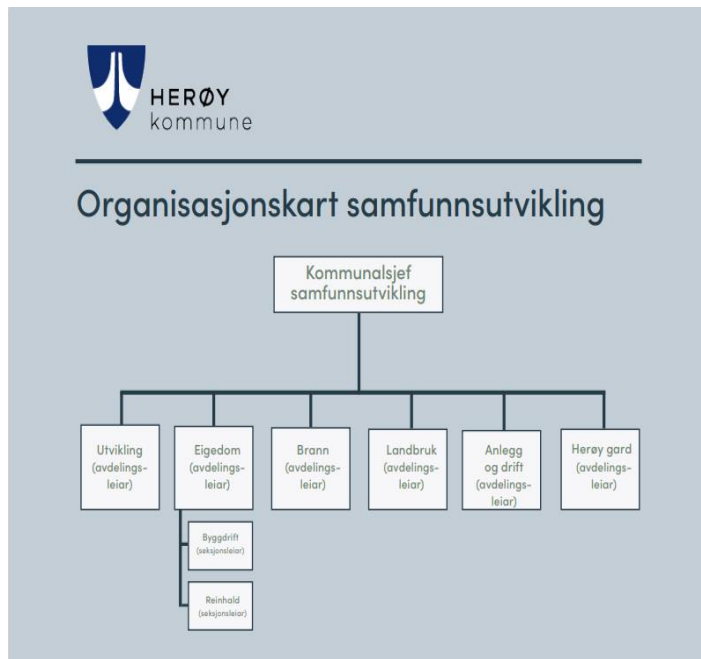 HERØY
kommune
Organisasjonskart samfunnsutvikling
Kommunalsjef
samfunnsutvikling
Utvikling
(avdelings-
leiar)
Eigedom
(avdelings-
leiar)
Brann
(avdelings-
leiar)
Landbruk
(avdelings-
leiar)
Anlegg
og drift
(avdelings-
leiar)
Herøy gard
(avdelings-
leiar)
Byggdrift
(seksjonsleiar)
Reinhald
(seksjonsleiar)